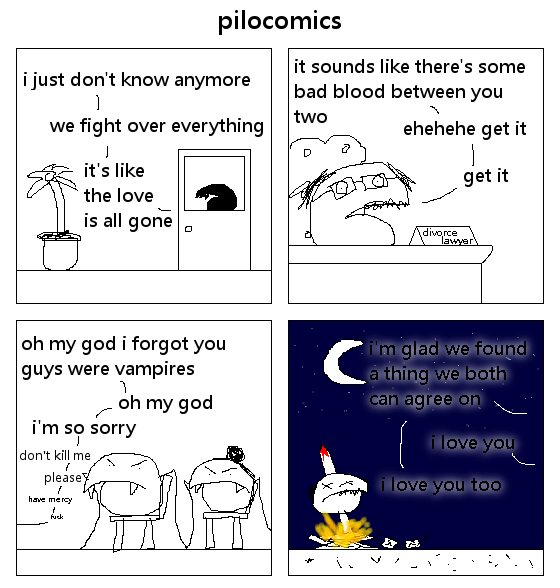 pilocomics
i just don't know anymore
we fight over everything
it's like
the love
is all gone
it sounds like there's some
bad blood between you
two
ehehehe get it
get it
divorce
lawyer
oh my god i forgot you
guys were vampires
oh my god
i'm so sorry
don't kill me
please
have mercy
fuck
i'm glad we found
a thing we both
can agree on
i love you
i love you too